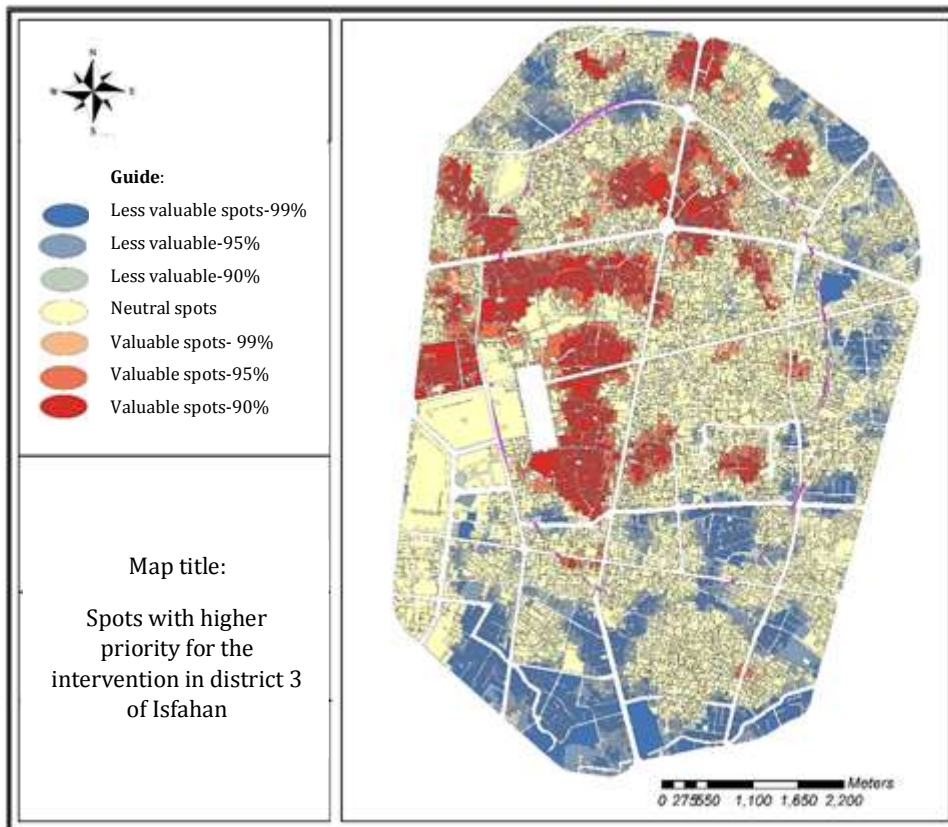 N
W E
S
Guide:
Less valuable spots-99%
Less valuable-95%
Less valuable-90%
Neutral spots
Valuable spots- 99%
Valuable spots-95%
Valuable spots-90%
Map title:
Spots with higher
priority for the
intervention in district 3
of Isfahan
Meters
0 275550 1,100 1,650 2,200